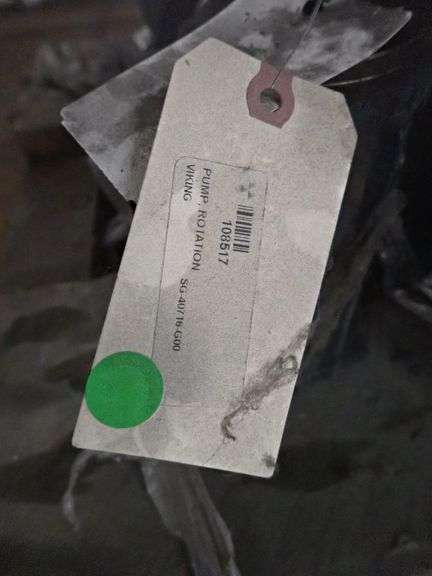 108517
PUMP, ROTATION SG-40718-G00
VIKING